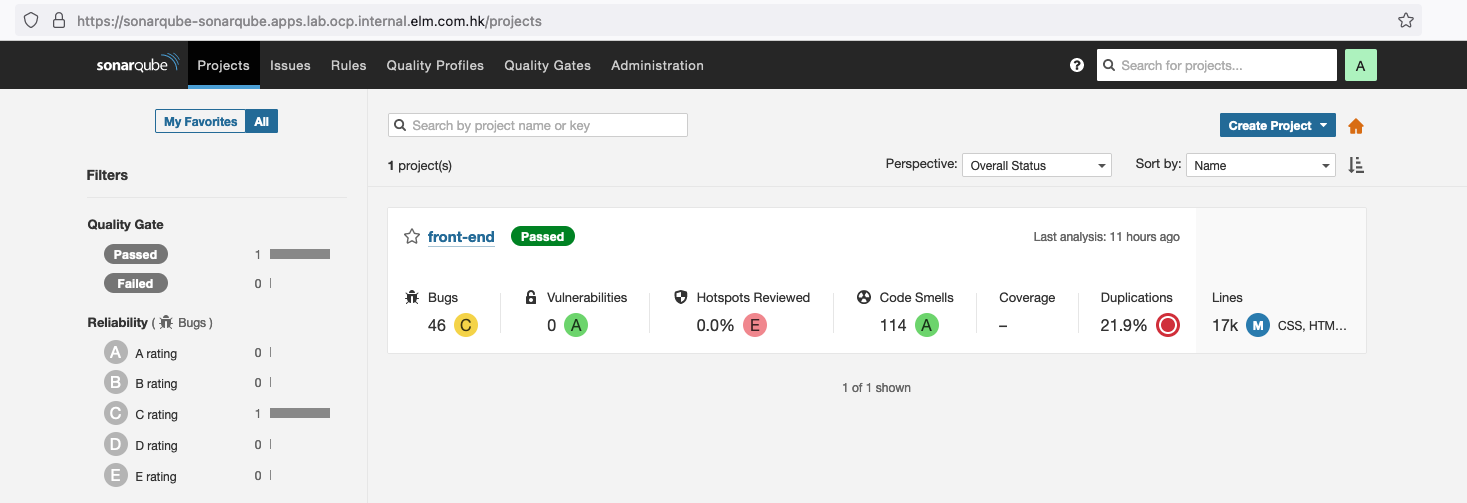 https://sonarqube-sonarqube.apps.lab.ocp.internal.elm.com.hk/projects
sonarqube Projects Issues Rules Quality Profiles Quality Gates Administration ? Search for projects... A
My Favorites All
Search by project name or key
Create Project
1 project(s)
Perspective: Overall Status
Sort by: Name
Filters
Quality Gate
Passed 1
Failed 0
Reliability ( Bugs )
A A rating 0
B B rating 0
C C rating 1
D D rating 0
E E rating 0
front-end Passed Last analysis: 11 hours ago
Bugs Vulnerabilities Hotspots Reviewed Code Smells Coverage Duplications Lines
46 C 0 A 0.0% E 114 A – 21.9% 17k M CSS, HTM...
1 of 1 shown